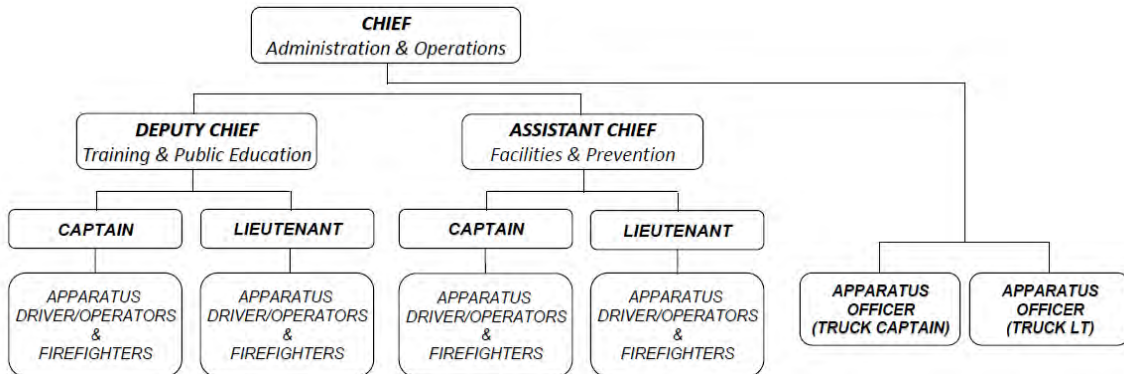 CHIEF
Administration & Operations
DEPUTY CHIEF
Training & Public Education
ASSISTANT CHIEF
Facilities & Prevention
CAPTAIN
LIEUTENANT
CAPTAIN
LIEUTENANT
APPARATUS
DRIVER/OPERATORS
&
FIREFIGHTERS
APPARATUS
DRIVER/OPERATORS
&
FIREFIGHTERS
APPARATUS
DRIVER/OPERATORS
&
FIREFIGHTERS
APPARATUS
DRIVER/OPERATORS
&
FIREFIGHTERS
APPARATUS
OFFICER
(TRUCK CAPTAIN)
APPARATUS
OFFICER
(TRUCK LT)